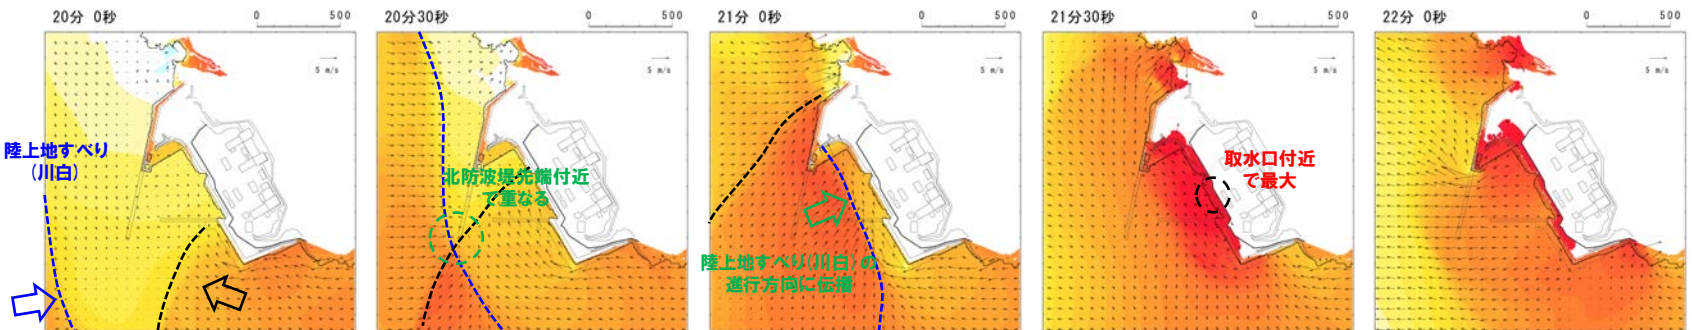 20分 0秒
0 500
5 m/s
陸上地すべり
(川白)
20分30秒
0 500
5 m/s
北防波堤先端付近
で重なる
21分 0秒
0 500
5 m/s
陸上地すべり(川白)の
進行方向に伝播
21分30秒
0 500
5 m/s
取水口付近
で最大
22分 0秒
0 500
5 m/s